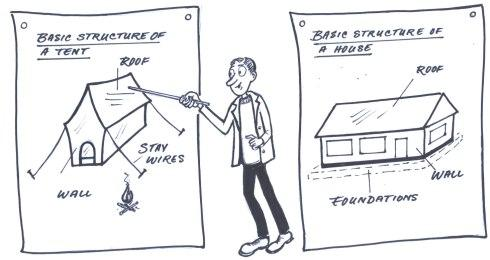 BASIC STRUCTURE OF
A TENT
ROOF
STAY
WIRES
WALL
BASIC STRUCTURE OF
A HOUSE
ROOF
WALL
FOUNDATIONS